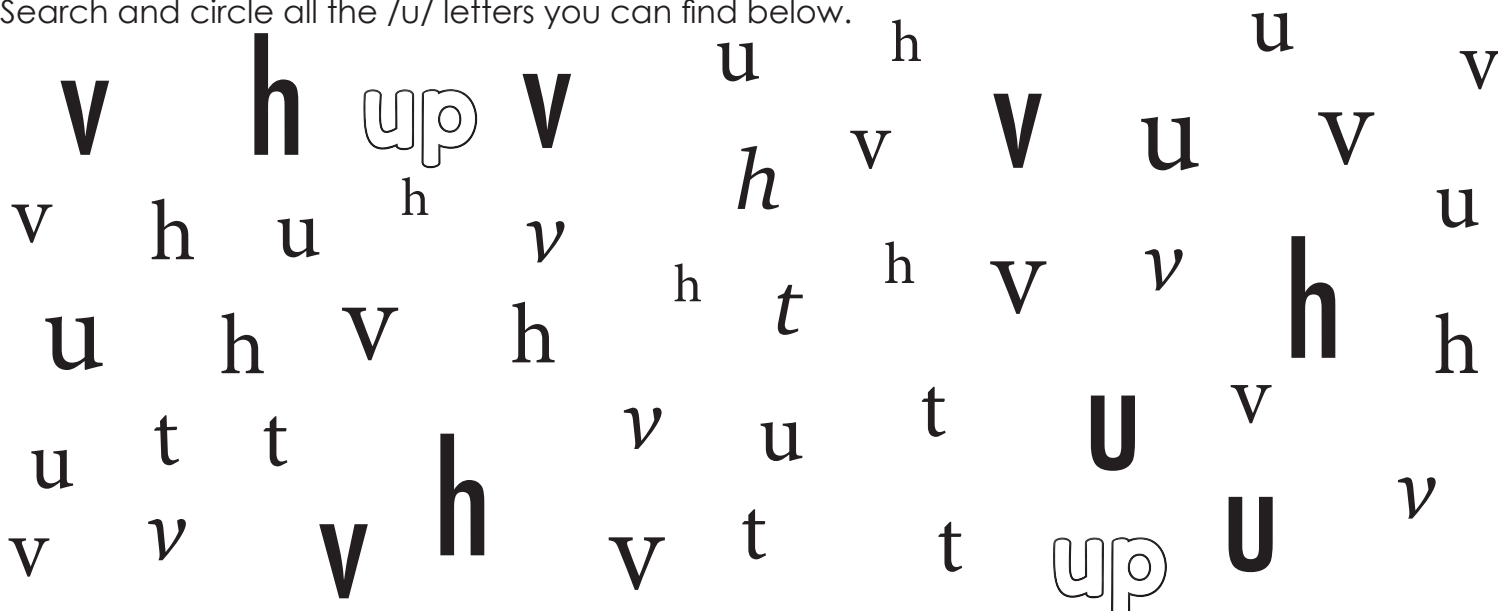 Search and circle all the /u/ letters you can find below.
u h u v
v h up v v v u v
h
v h u h v u
h t h v v h
u h v h h
u t t v u t u v
v v v h v t t up u v